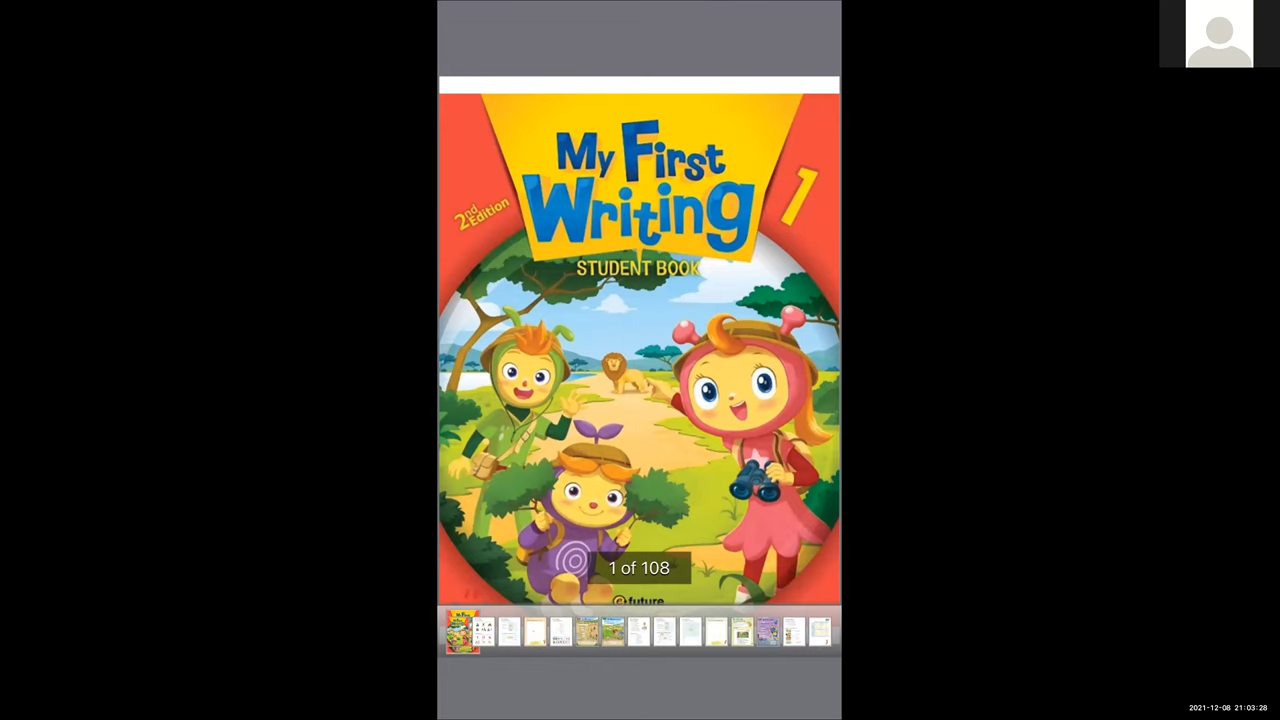 My First
Writing
1
2nd
Edition
STUDENT BOOK
1 of 108
e future
2021-12-08 21:03:28